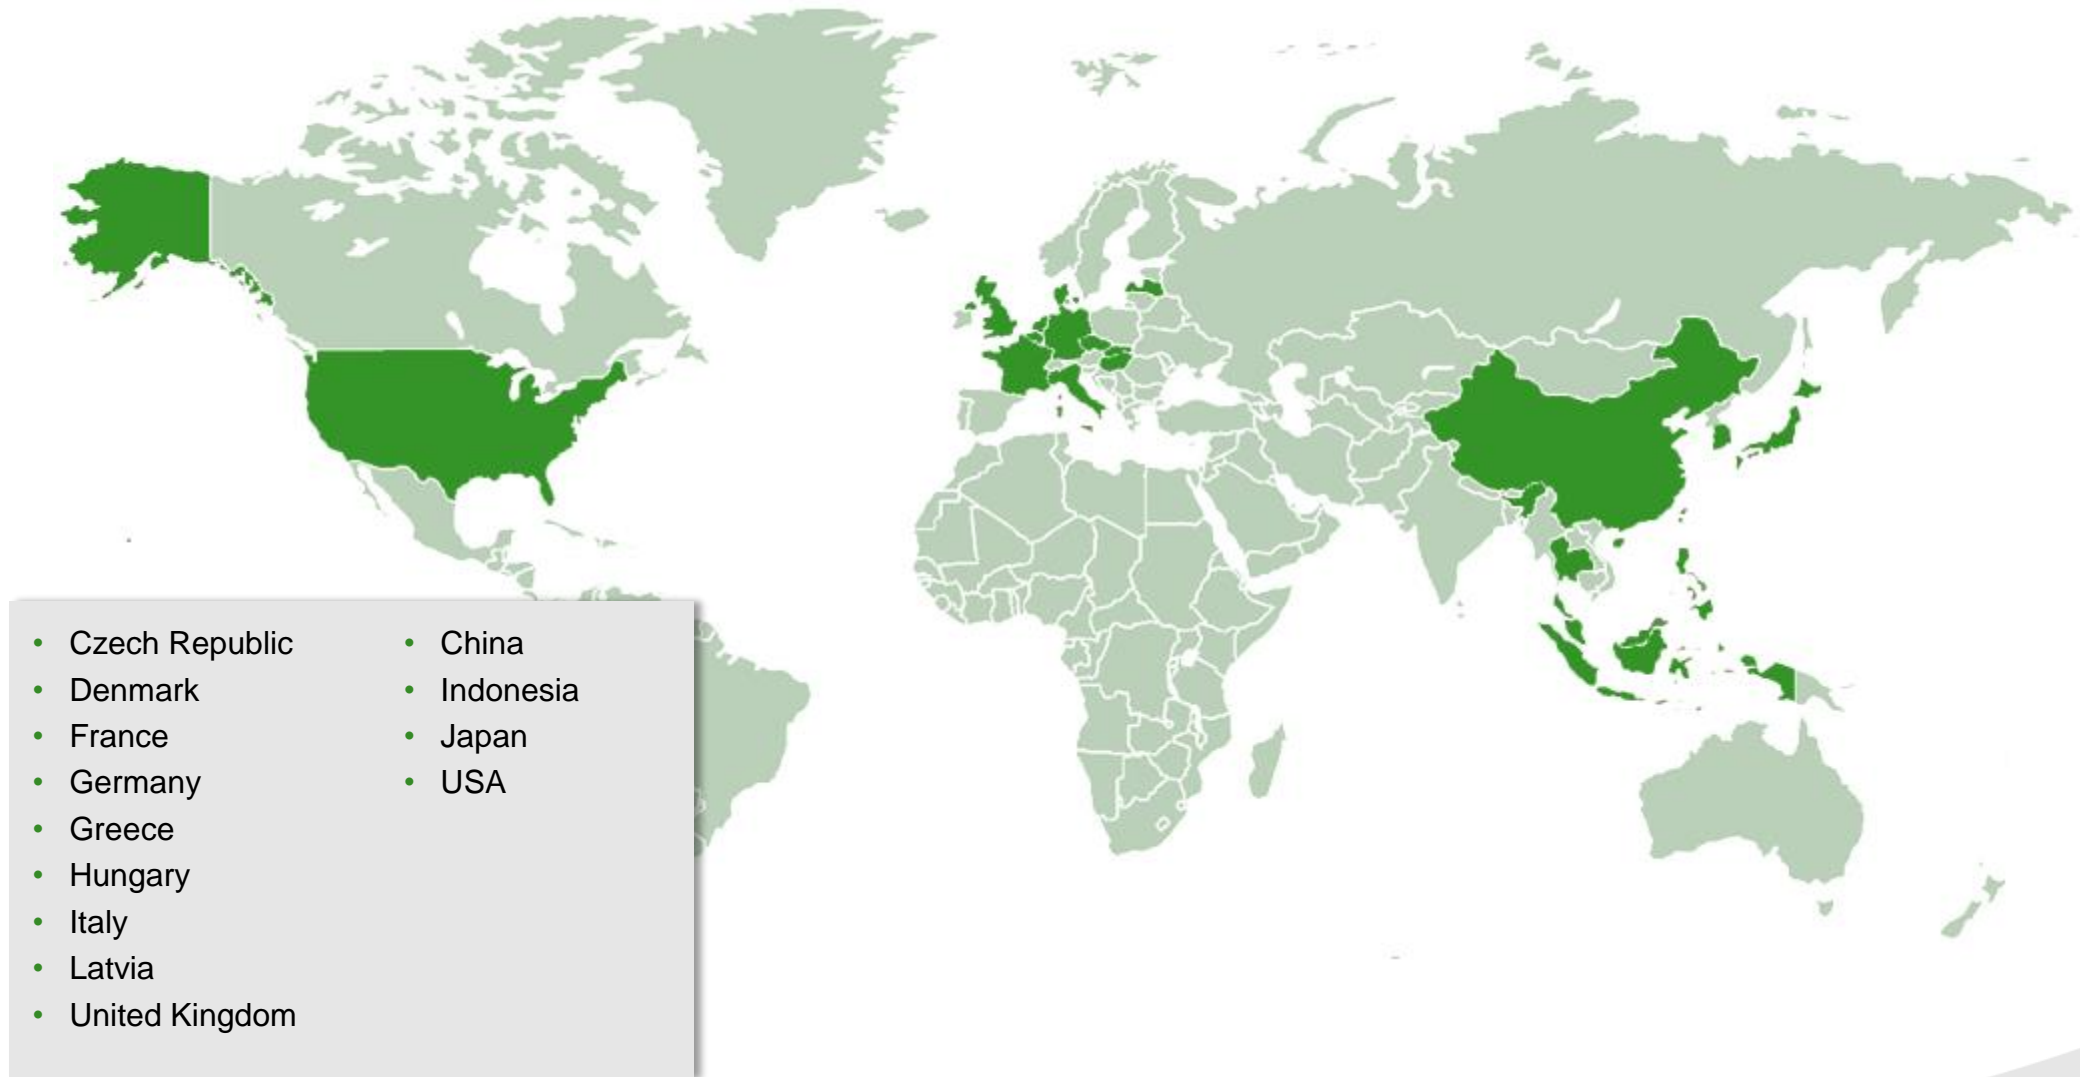 • Czech Republic
• Denmark
• France
• Germany
• Greece
• Hungary
• Italy
• Latvia
• United Kingdom
• China
• Indonesia
• Japan
• USA